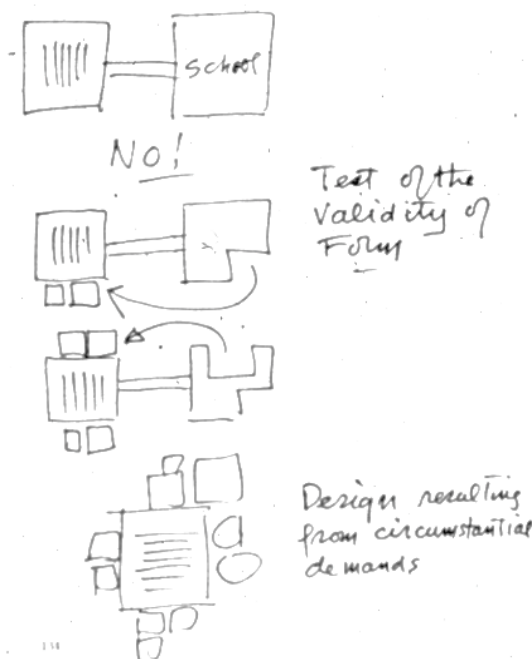 School
NO!
Test of the
Validity of
Form
Design resulting
from circumstantial
demands